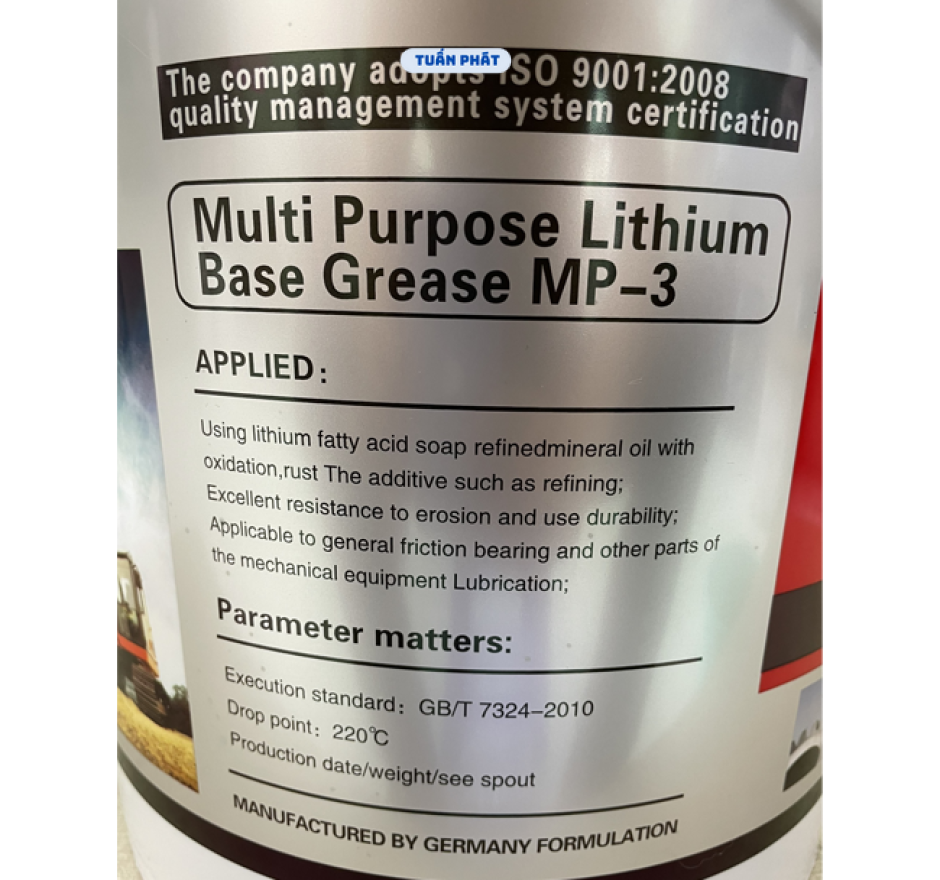 TUẤN PHÁT
The company adopts ISO 9001:2008
quality management system certification
Multi Purpose Lithium
Base Grease MP-3
APPLIED:
Using lithium fatty acid soap refinedmineral oil with
oxidation,rust The additive such as refining;
Excellent resistance to erosion and use durability;
Applicable to general friction bearing and other parts of
the mechanical equipment Lubrication;
Parameter matters:
Execution standard: GB/T 7324-2010
Drop point: 220℃
Production date/weight/see spout
MANUFACTURED BY GERMANY FORMULATION